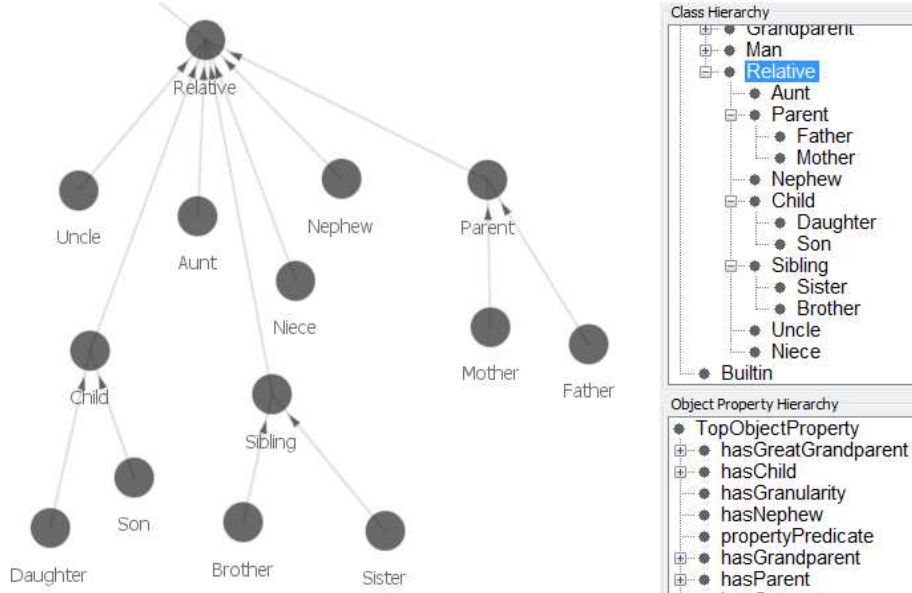 Relative
Uncle
Aunt
Nephew
Parent
Niece
Mother
Father
Child
Sibling
Son
Daughter
Brother
Sister
Class Hierarchy
Grandparent
Man
Relative
Aunt
Parent
Father
Mother
Nephew
Child
Daughter
Son
Sibling
Sister
Brother
Uncle
Niece
Builtin
Object Property Hierarchy
TopObjectProperty
hasGreatGrandparent
hasChild
hasGranularity
hasNephew
propertyPredicate
hasGrandparent
hasParent